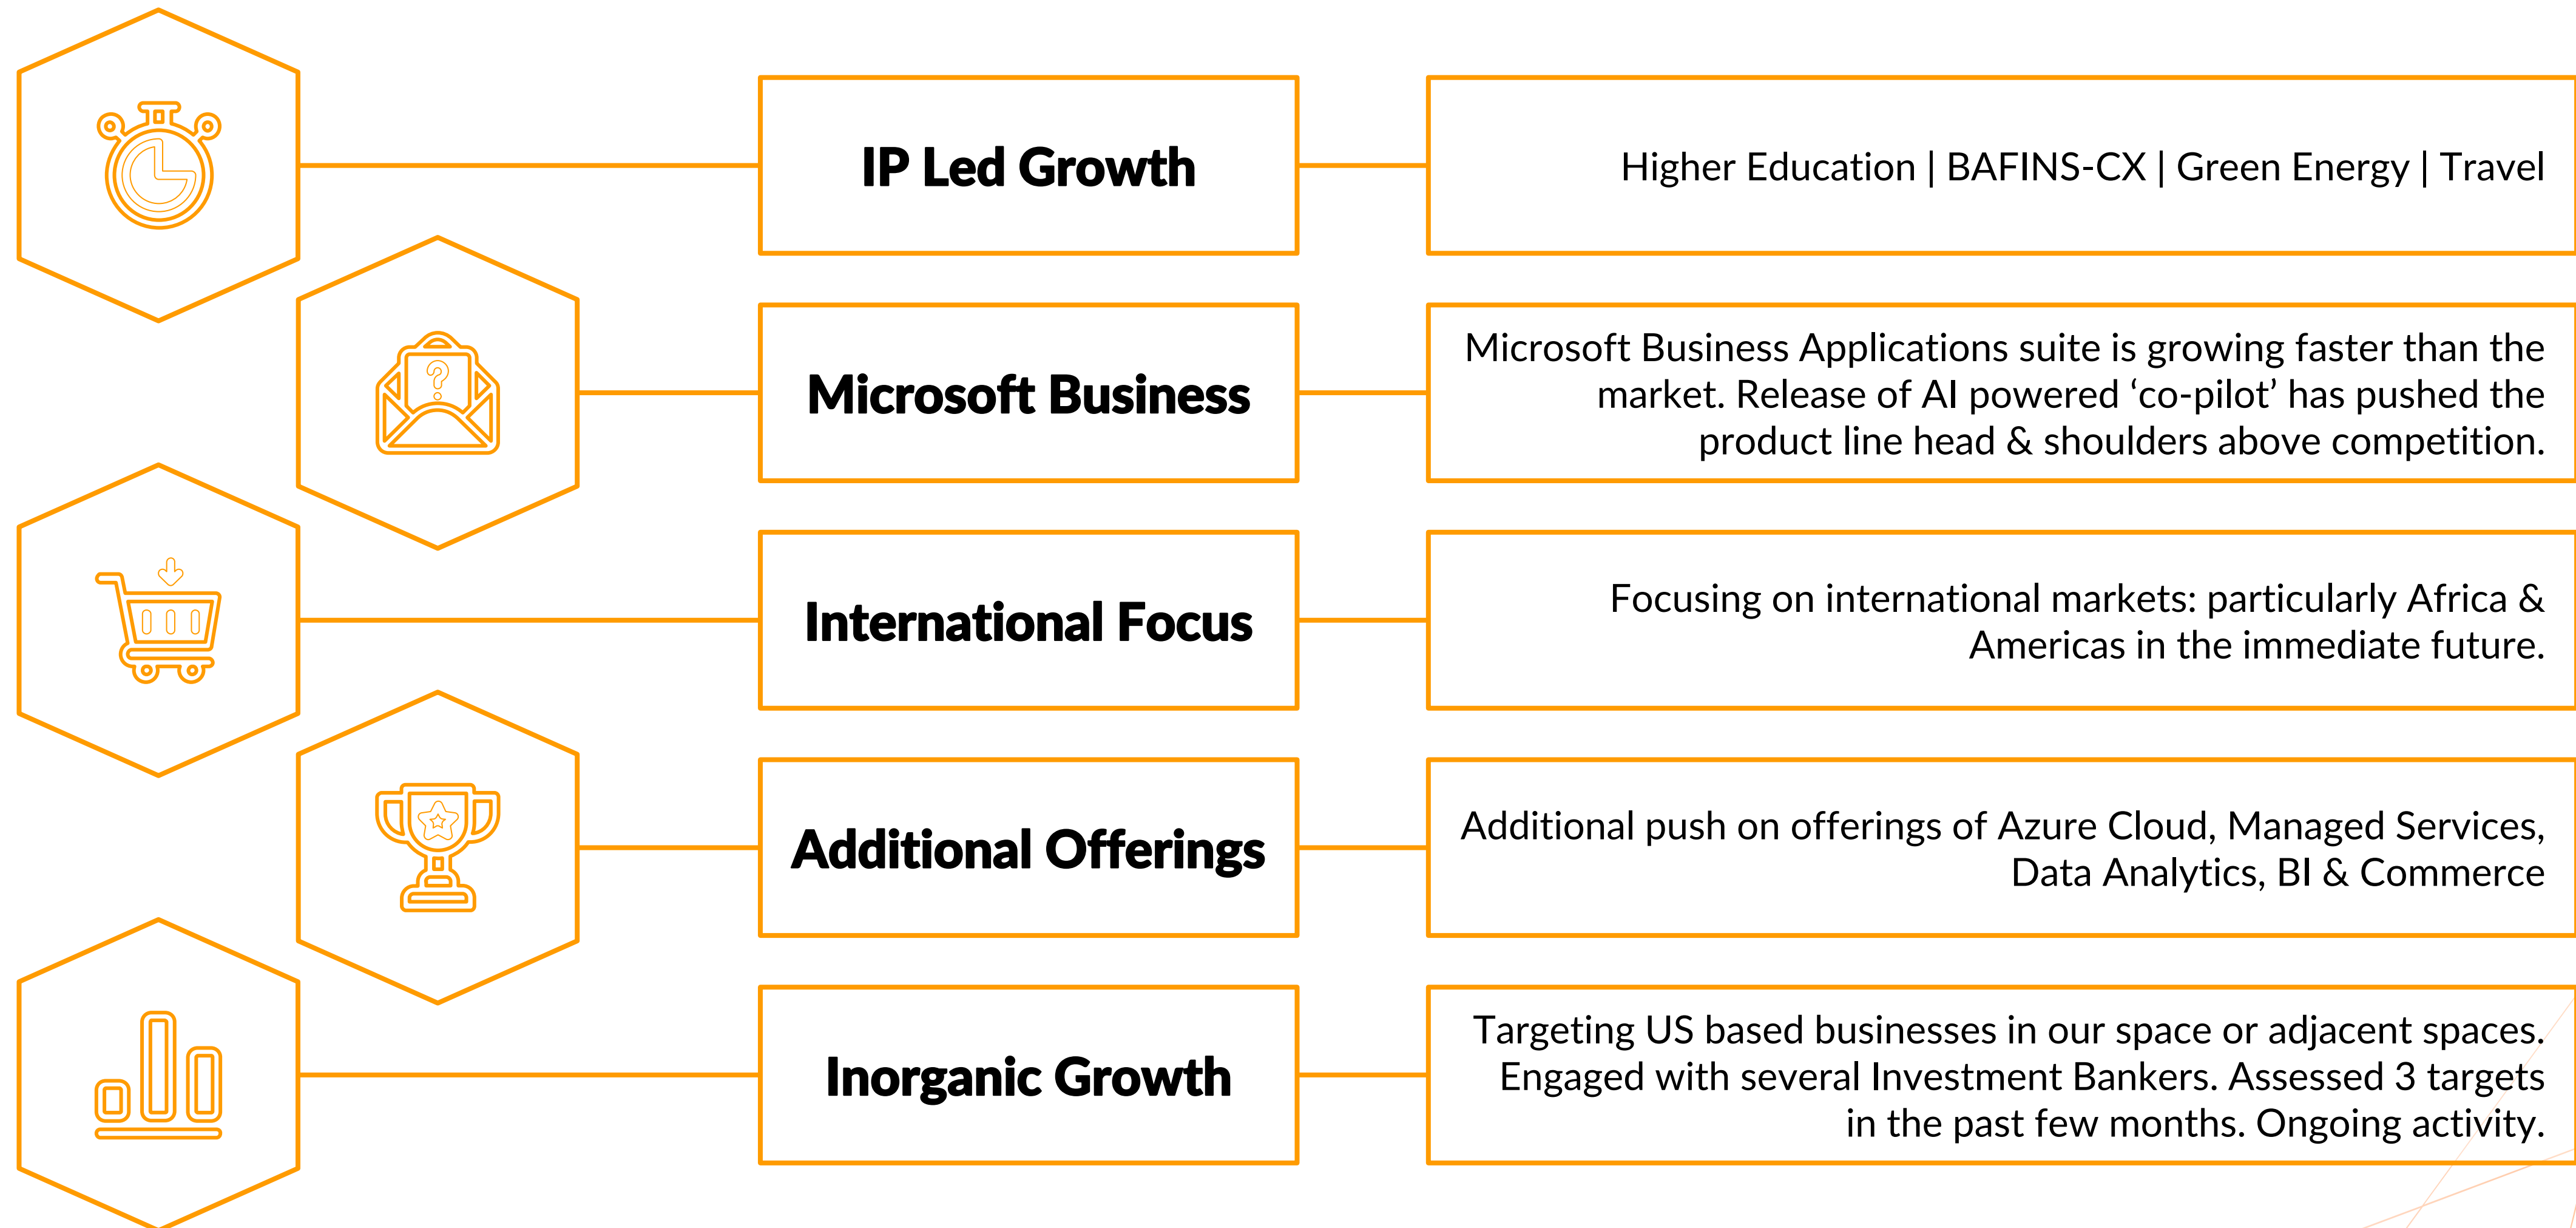 IP Led Growth
Higher Education | BAFINS-CX | Green Energy | Travel
Microsoft Business
Microsoft Business Applications suite is growing faster than the
market. Release of AI powered ‘co-pilot’ has pushed the
product line head & shoulders above competition.
International Focus
Focusing on international markets: particularly Africa &
Americas in the immediate future.
Additional Offerings
Additional push on offerings of Azure Cloud, Managed Services,
Data Analytics, BI & Commerce
Inorganic Growth
Targeting US based businesses in our space or adjacent spaces.
Engaged with several Investment Bankers. Assessed 3 targets
in the past few months. Ongoing activity.